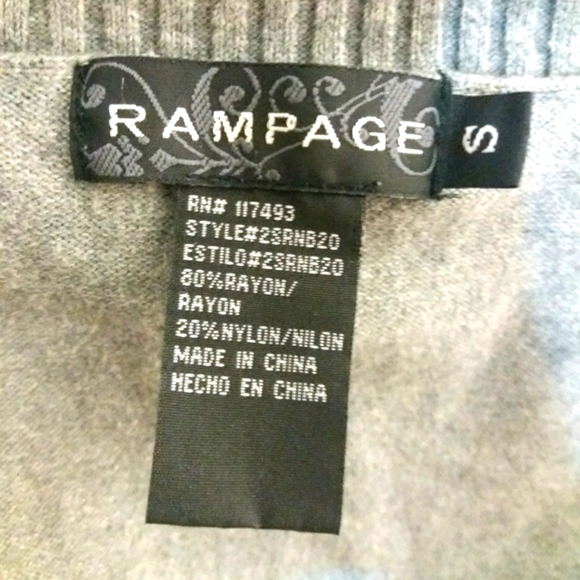 RAMPAGE
S
RN# 117493
STYLE#2SRNB20
ESTILO#2SRNB20
80%RAYON/
RAYON
20%NYLON/NILON
MADE IN CHINA
HECHO EN CHINA